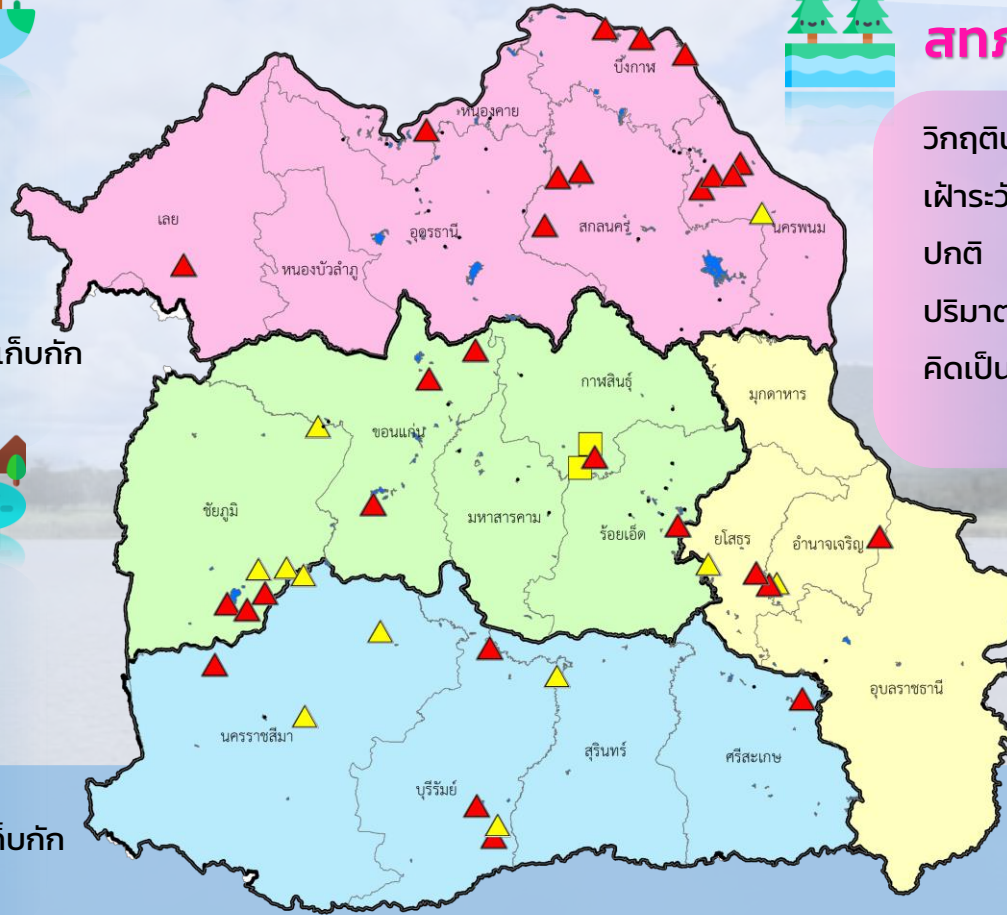 สทภ
วิกฤติ
เฝ้าระวั
ปกติ
ปริมาต
คิดเป็น
บึงกาฬ
หนองคาย
เลย
อุดรธานี
สกลนคร
นครพนม
หนองบัวลำภู
เก็บกัก
กาฬสินธุ์
มุกดาหาร
ขอนแก่น
ชัยภูมิ
มหาสารคาม
ร้อยเอ็ด
ยโสธร
อำนาจเจริญ
อุบลราชธานี
นครราชสีมา
สุรินทร์
ศรีสะเกษ
บุรีรัมย์
ก็บกัก